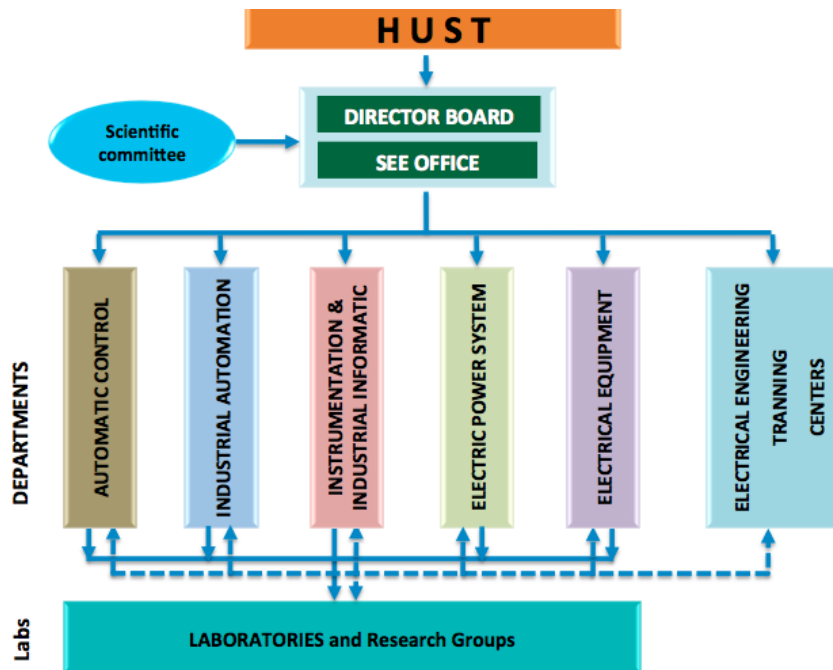 H U S T
DIRECTOR BOARD
SEE OFFICE
Scientific
committee
DEPARTMENTS
AUTOMATIC CONTROL
INDUSTRIAL AUTOMATION
INSTRUMENTATION &
INDUSTRIAL INFORMATIC
ELECTRIC POWER SYSTEM
ELECTRICAL EQUIPMENT
ELECTRICAL ENGINEERING
TRANNING
CENTERS
Labs
LABORATORIES and Research Groups